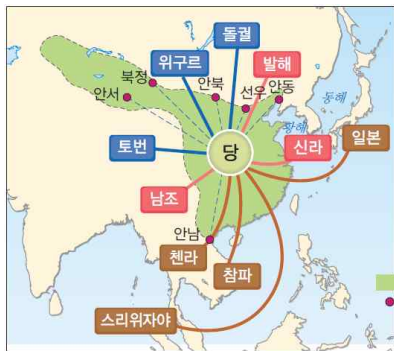 돌궐
위구르
발해
북정
안북
안서
선우
안동
동해
황해
일본
토번
당
신라
남조
안남
첸라
참파
스리위자야